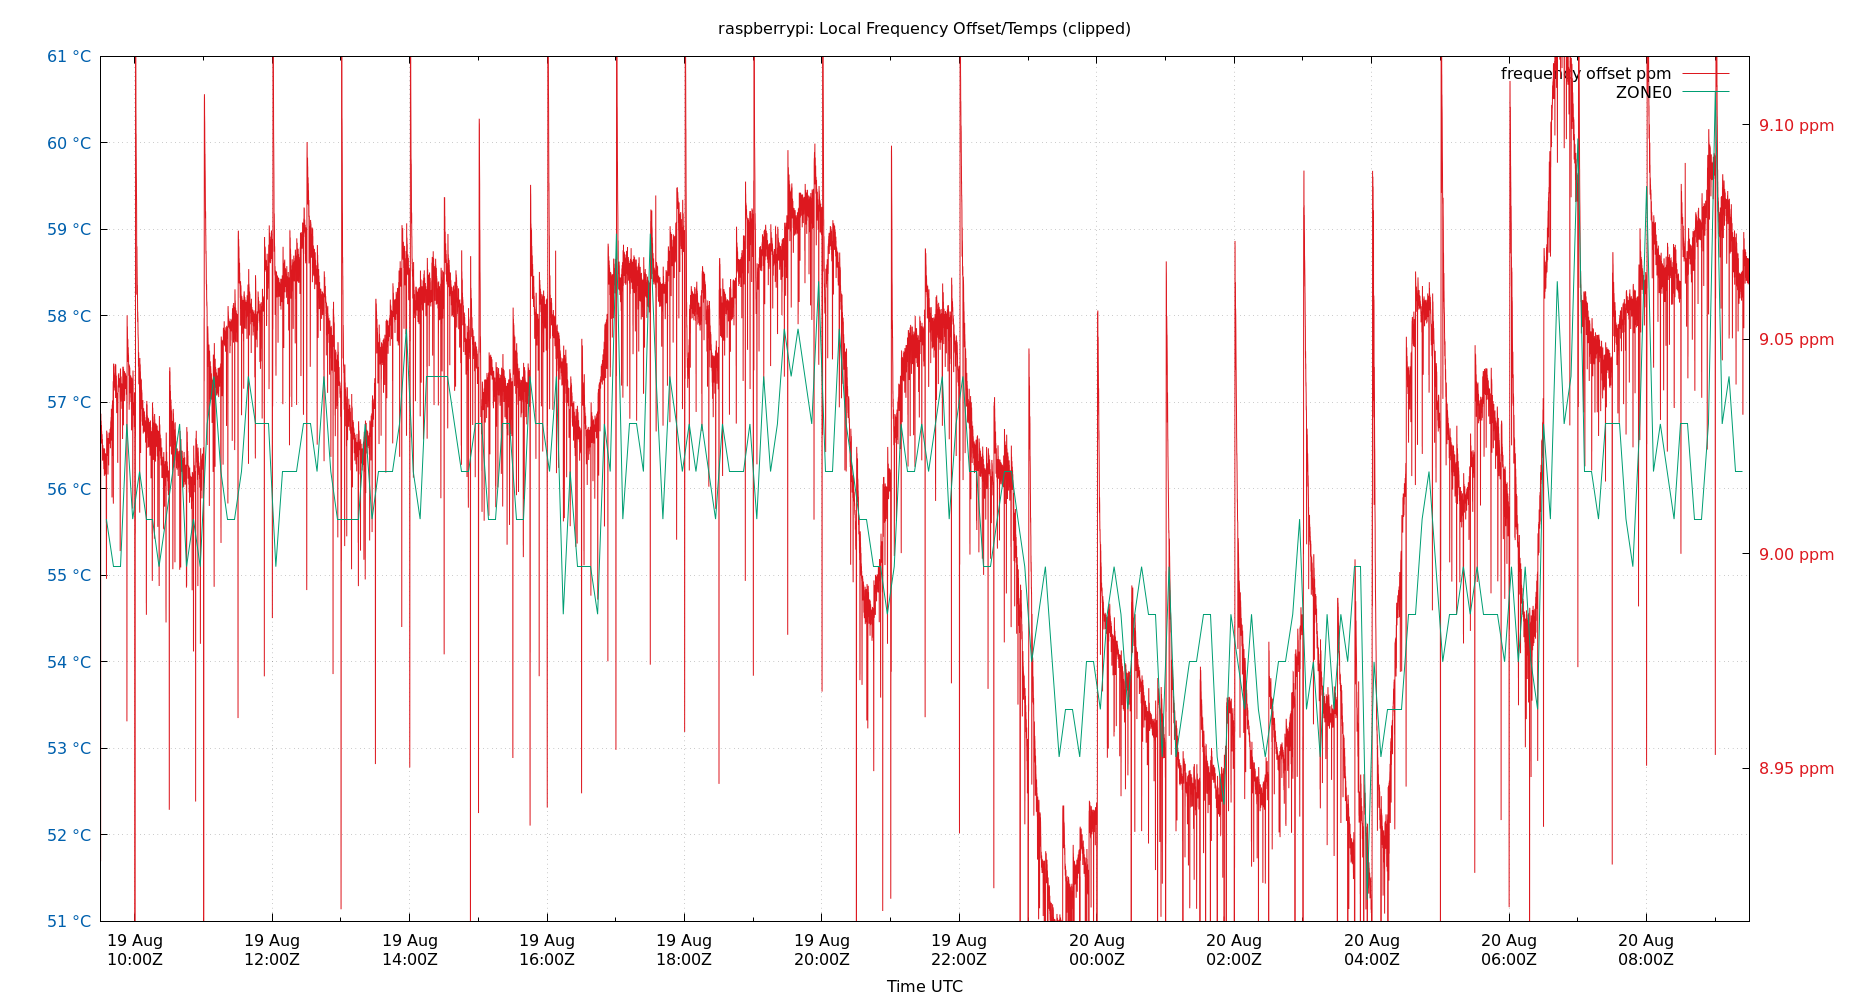 raspberrypi: Local Frequency Offset/Temps (clipped)
61 °C
60 °C
59 °C
58 °C
57 °C
56 °C
55 °C
54 °C
53 °C
52 °C
51 °C
frequency offset ppm
ZONE0
9.10 ppm
9.05 ppm
9.00 ppm
8.95 ppm
19 Aug
10:00Z
19 Aug
12:00Z
19 Aug
14:00Z
19 Aug
16:00Z
19 Aug
18:00Z
19 Aug
20:00Z
19 Aug
22:00Z
20 Aug
00:00Z
20 Aug
02:00Z
20 Aug
04:00Z
20 Aug
06:00Z
20 Aug
08:00Z
Time UTC